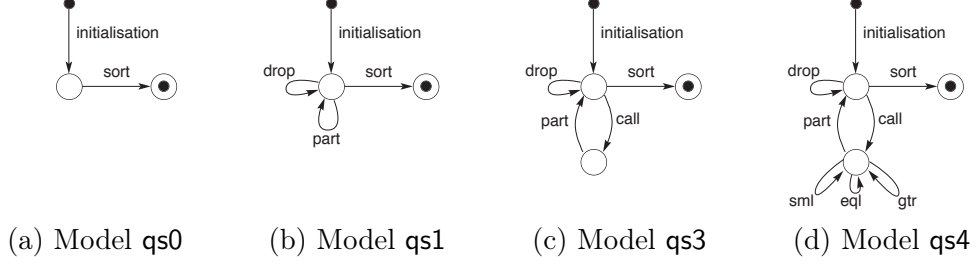 initialisation
sort
(a) Model qs0
initialisation
drop
sort
part
(b) Model qs1
initialisation
drop
sort
part
call
(c) Model qs3
initialisation
drop
sort
part
call
sml
eql
gtr
(d) Model qs4